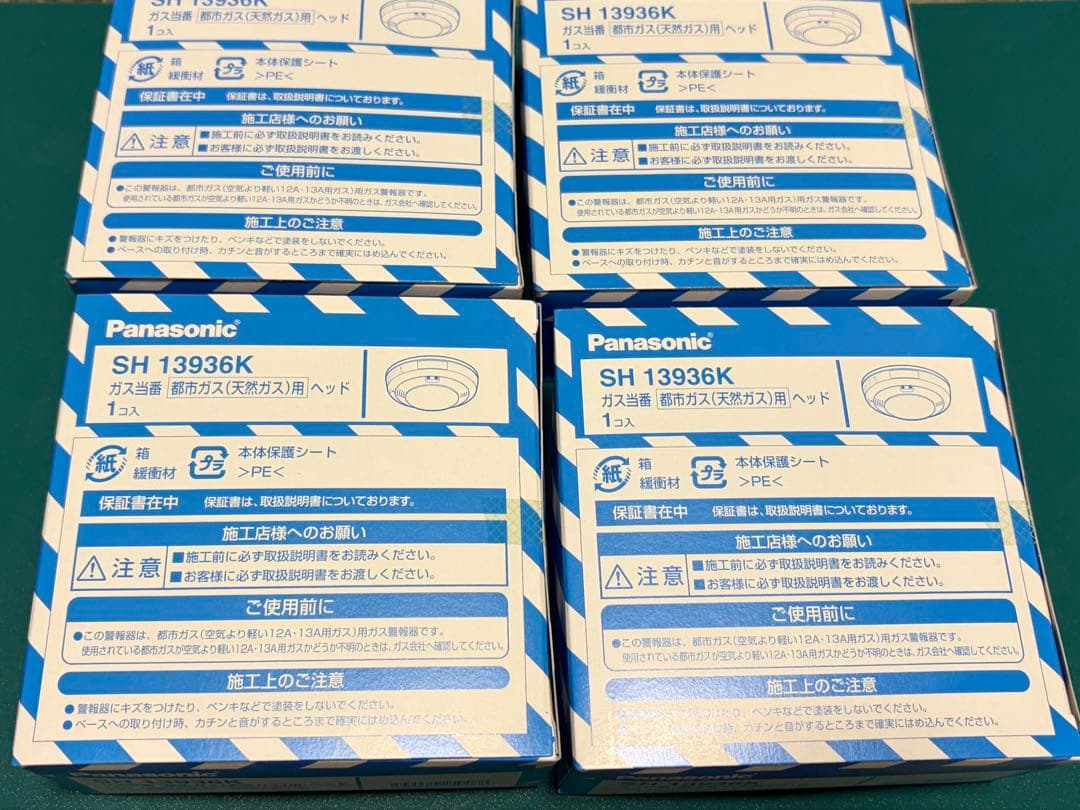 SH 13936K
ガス当番 都市ガス(天然ガス)用 ヘッド
1コ入
紙 箱
緩衝材
プラ 本体保護シート
>PE<
保証書在中 保証書は、取扱説明書についております。
施工店様へのお願い
注意
■施工前に必ず取扱説明書をお読みください。
■お客様に必ず取扱説明書をお渡しください。
ご使用前に
●この警報器は、都市ガス(空気より軽い12A・13A用ガス)用ガス警報器です。
使用されている都市ガスが空気より軽い12A・13A用ガスかどうか不明のときは、ガス会社へ確認してください。
施工上のご注意
●警報器にキズをつけたり、ペンキなどで塗装をしないでください。
●ベースへの取り付け時、カチンと音がするところまで確実にはめ込んでください。
SH 13936K
ガス当番 都市ガス(天然ガス)用 ヘッド
1コ入
紙 箱
緩衝材
プラ 本体保護シート
>PE<
保証書在中 保証書は、取扱説明書についております。
施工店様へのお願い
注意
■施工前に必ず取扱説明書をお読みください。
■お客様に必ず取扱説明書をお渡しください。
ご使用前に
●この警報器は、都市ガス(空気より軽い12A・13A用ガス)用ガス警報器です。
使用されている都市ガスが空気より軽い12A・13A用ガスかどうか不明のときは、ガス会社へ確認してください。
施工上のご注意
●警報器にキズをつけたり、ペンキなどで塗装をしないでください。
●ベースへの取り付け時、カチンと音がするところまで確実にはめ込んでください。
Panasonic®
SH 13936K
ガス当番 都市ガス(天然ガス)用 ヘッド
1コ入
紙 箱
緩衝材
プラ 本体保護シート
>PE<
保証書在中 保証書は、取扱説明書についております。
施工店様へのお願い
注意
■施工前に必ず取扱説明書をお読みください。
■お客様に必ず取扱説明書をお渡しください。
ご使用前に
●この警報器は、都市ガス(空気より軽い12A・13A用ガス)用ガス警報器です。
使用されている都市ガスが空気より軽い12A・13A用ガスかどうか不明のときは、ガス会社へ確認してください。
施工上のご注意
●警報器にキズをつけたり、ペンキなどで塗装をしないでください。
●ベースへの取り付け時、カチンと音がするところまで確実にはめ込んでください。
Panasonic
SH 13936K
Panasonic®
SH 13936K
ガス当番 都市ガス(天然ガス)用 ヘッド
1コ入
紙 箱
緩衝材
プラ 本体保護シート
>PE<
保証書在中 保証書は、取扱説明書についております。
施工店様へのお願い
注意
■施工前に必ず取扱説明書をお読みください。
■お客様に必ず取扱説明書をお渡しください。
ご使用前に
●この警報器は、都市ガス(空気より軽い12A・13A用ガス)用ガス警報器です。
使用されている都市ガスが空気より軽い12A・13A用ガスかどうか不明のときは、ガス会社へ確認してください。
施工上のご注意
●警報器にキズをつけたり、ペンキなどで塗装をしないでください。
●ベースへの取り付け時、カチンと音がするところまで確実にはめ込んでください。
Panasonic